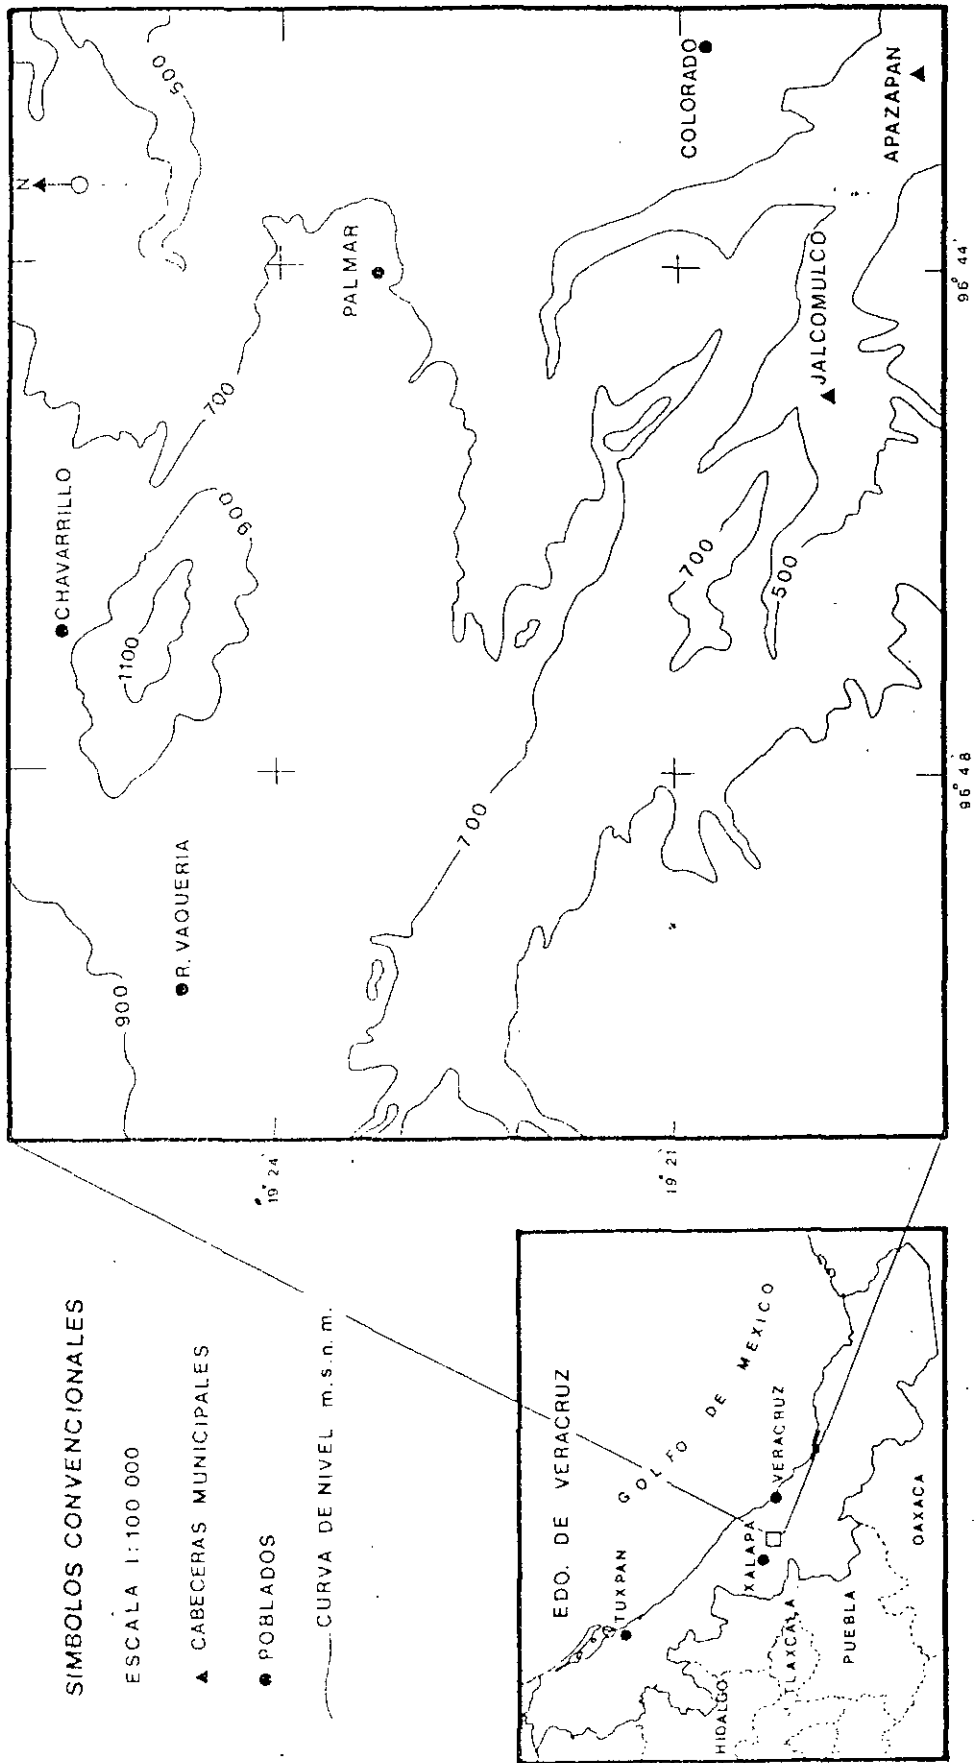 SIMBOLOS CONVENCIONALES
ESCALA 1:100 000
▲ CABECERAS MUNICIPALES
● POBLADOS
CURVA DE NIVEL m.s.n.m.
EDO. DE VERACRUZ
GOLFO DE MEXICO
TUXPAN
XALAPA
VERACRUZ
HIDALGO
TLAXCALA
PUEBLA
OAXACA
N
500
CHAVARRILLO
1100
900
700
900
R. VAQUERIA
PALMAR
19° 24'
700
COLORADO
19° 21'
700
500
JALCOMULCO
APAZAPAN
96° 48'
96° 44'